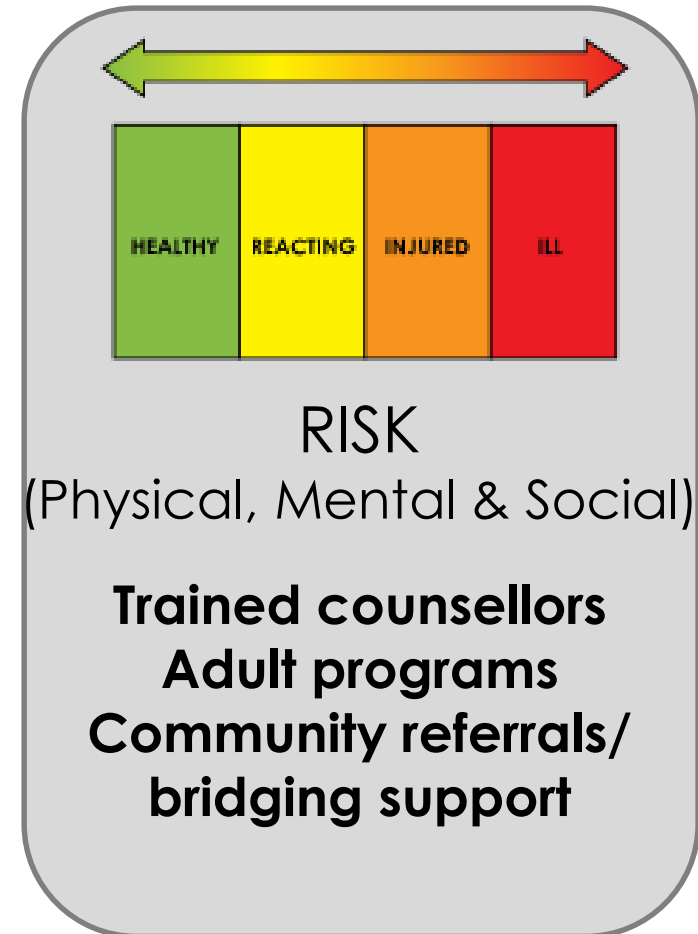 HEALTHY REACTING INJURED ILL
RISK
(Physical, Mental & Social)
Trained counsellors
Adult programs
Community referrals/
bridging support